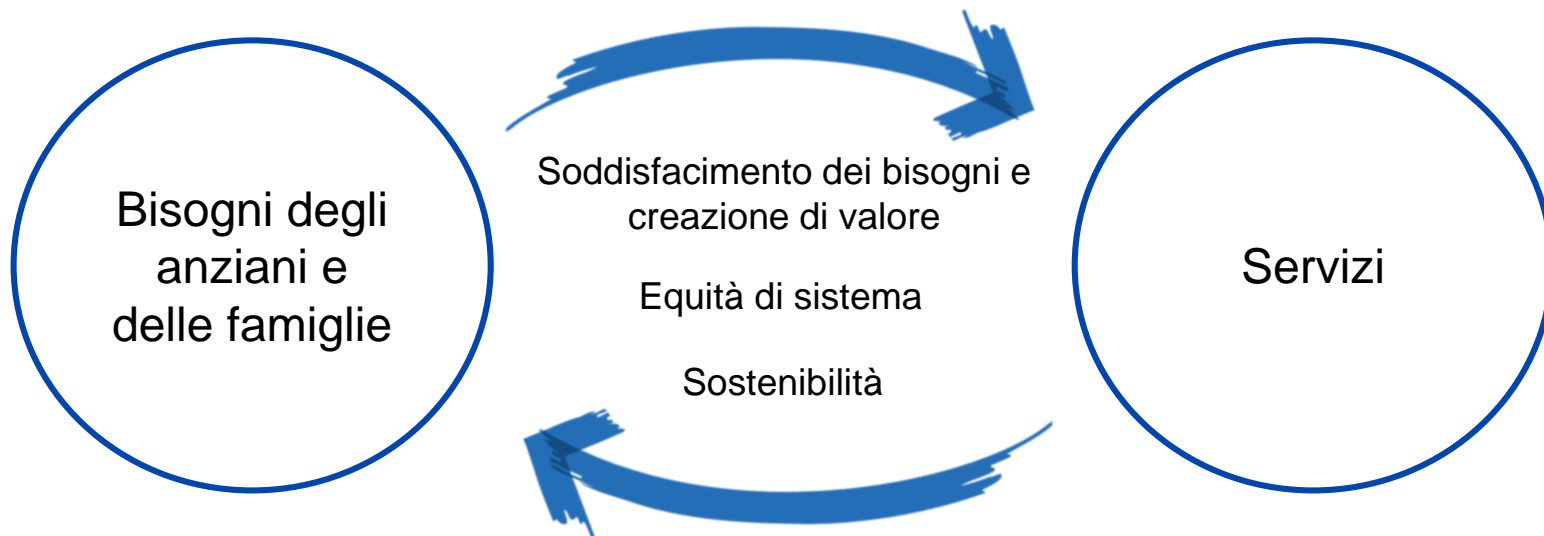 Bisogni degli
anziani e
delle famiglie
Soddisfacimento dei bisogni e
creazione di valore
Equità di sistema
Sostenibilità
Servizi